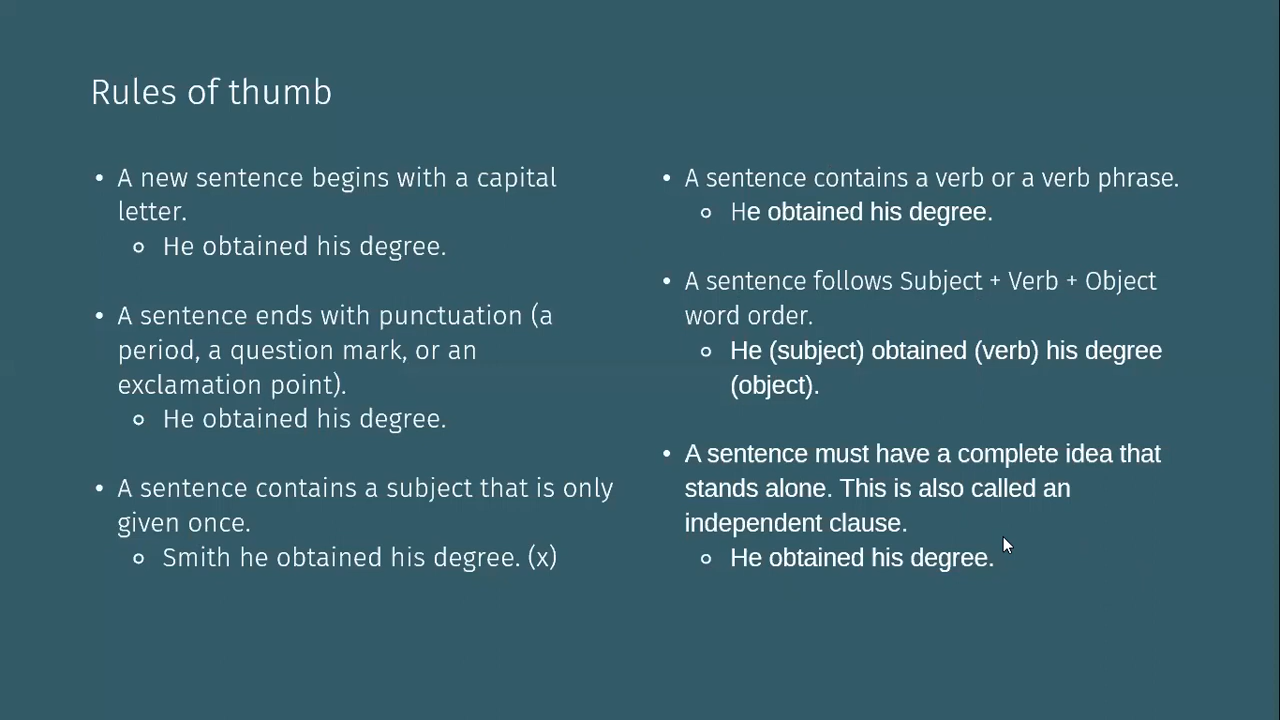 Rules of thumb
• A new sentence begins with a capital
letter.
o He obtained his degree.
• A sentence ends with punctuation (a
period, a question mark, or an
exclamation point).
o He obtained his degree.
• A sentence contains a subject that is only
given once.
o Smith he obtained his degree. (x)
• A sentence contains a verb or a verb phrase.
o He obtained his degree.
• A sentence follows Subject + Verb + Object
word order.
o He (subject) obtained (verb) his degree
(object).
• A sentence must have a complete idea that
stands alone. This is also called an
independent clause.
o He obtained his degree.